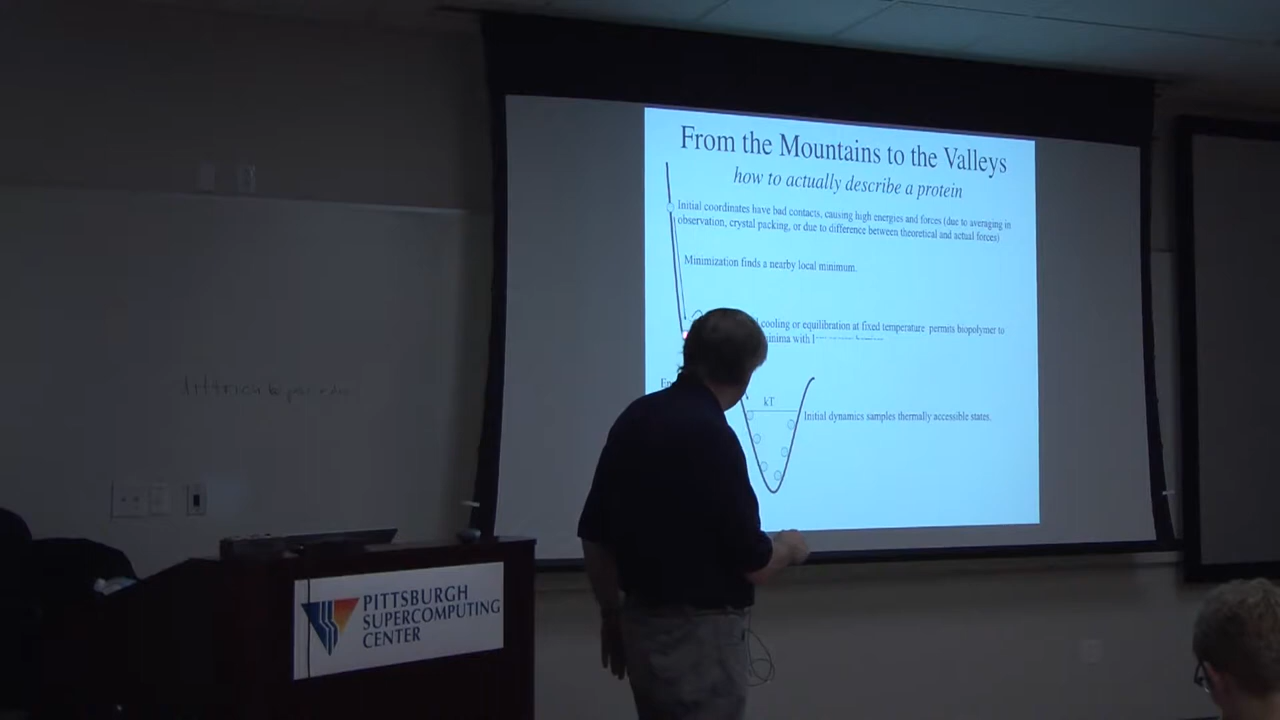 From the Mountains to the Valleys
how to actually describe a protein
Initial coordinates have bad contacts, causing high energies and forces (due to averaging in
observation, crystal packing, or due to difference between theoretical and actual forces)
Minimization finds a nearby local minimum.
cooling or equilibration at fixed temperature permits biopolymer to
with
kT
Initial dynamics samples thermally accessible states.
PITTSBURGH
SUPERCOMPUTING
CENTER